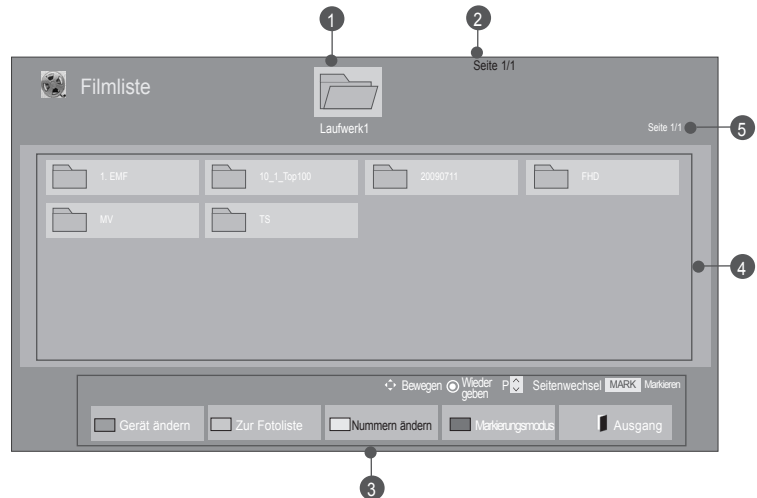 1
2
Seite 1/1
Filmliste
Laufwerk1
Seite 1/1
5
1. EMF
10_1_Top100
20090711
FHD
MV
TS
4
Bewegen
Wieder
geben
P
Seitenwechsel
MARK
Markieren
Gerät ändern
Zur Fotoliste
Nummern ändern
Markierungsmodus
Ausgang
3